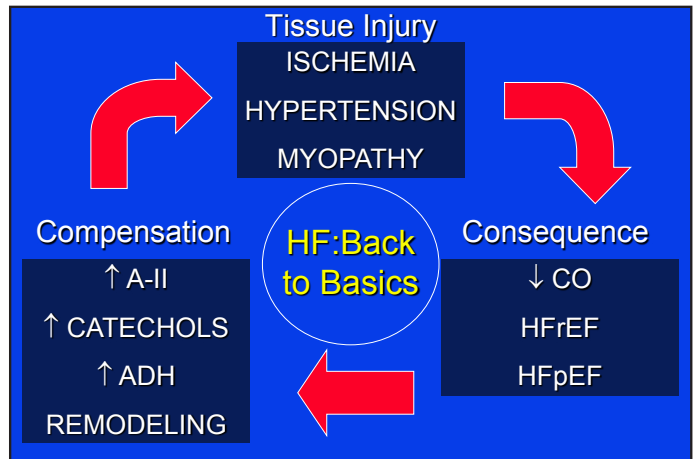 Tissue Injury
ISCHEMIA
HYPERTENSION
MYOPATHY
Consequence
↓ CO
HFrEF
HFpEF
Compensation
↑ A-II
↑ CATECHOLS
↑ ADH
REMODELING
HF:Back
to Basics